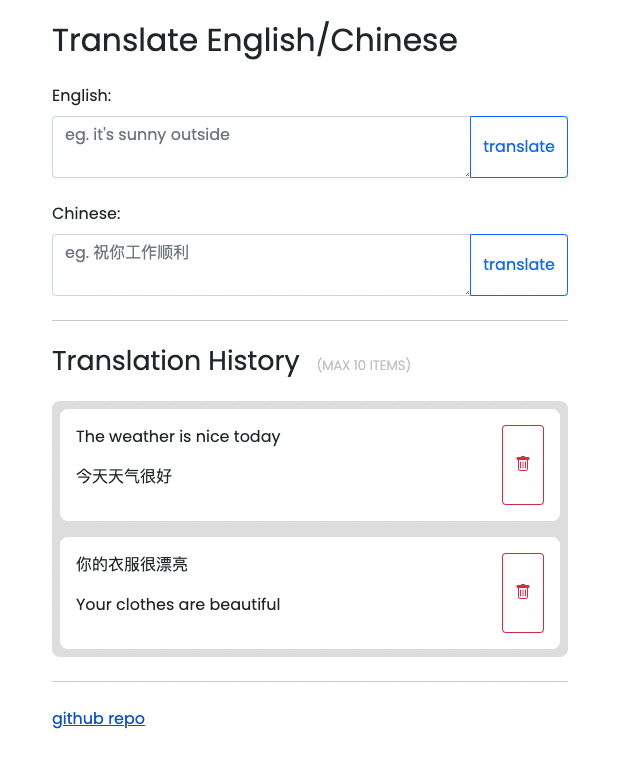 Translate English/Chinese
English:
eg. it's sunny outside
translate
Chinese:
eg. 祝你工作顺利
translate
Translation History (MAX 10 ITEMS)
The weather is nice today
今天天气很好
你的衣服很漂亮
Your clothes are beautiful
github repo